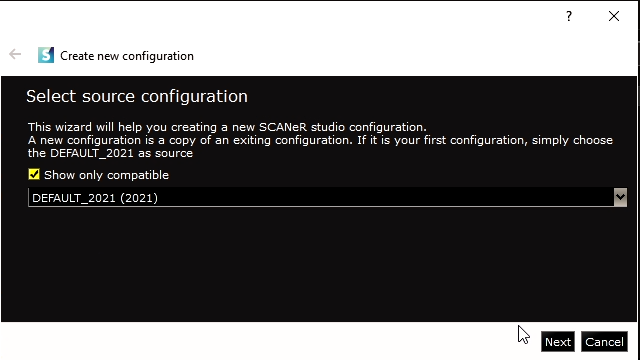 ?
Create new configuration
Select source configuration
This wizard will help you creating a new SCANeR studio configuration.
A new configuration is a copy of an exiting configuration. If it is your first configuration, simply choose
the DEFAULT_2021 as source
Show only compatible
DEFAULT_2021 (2021)
Next Cancel